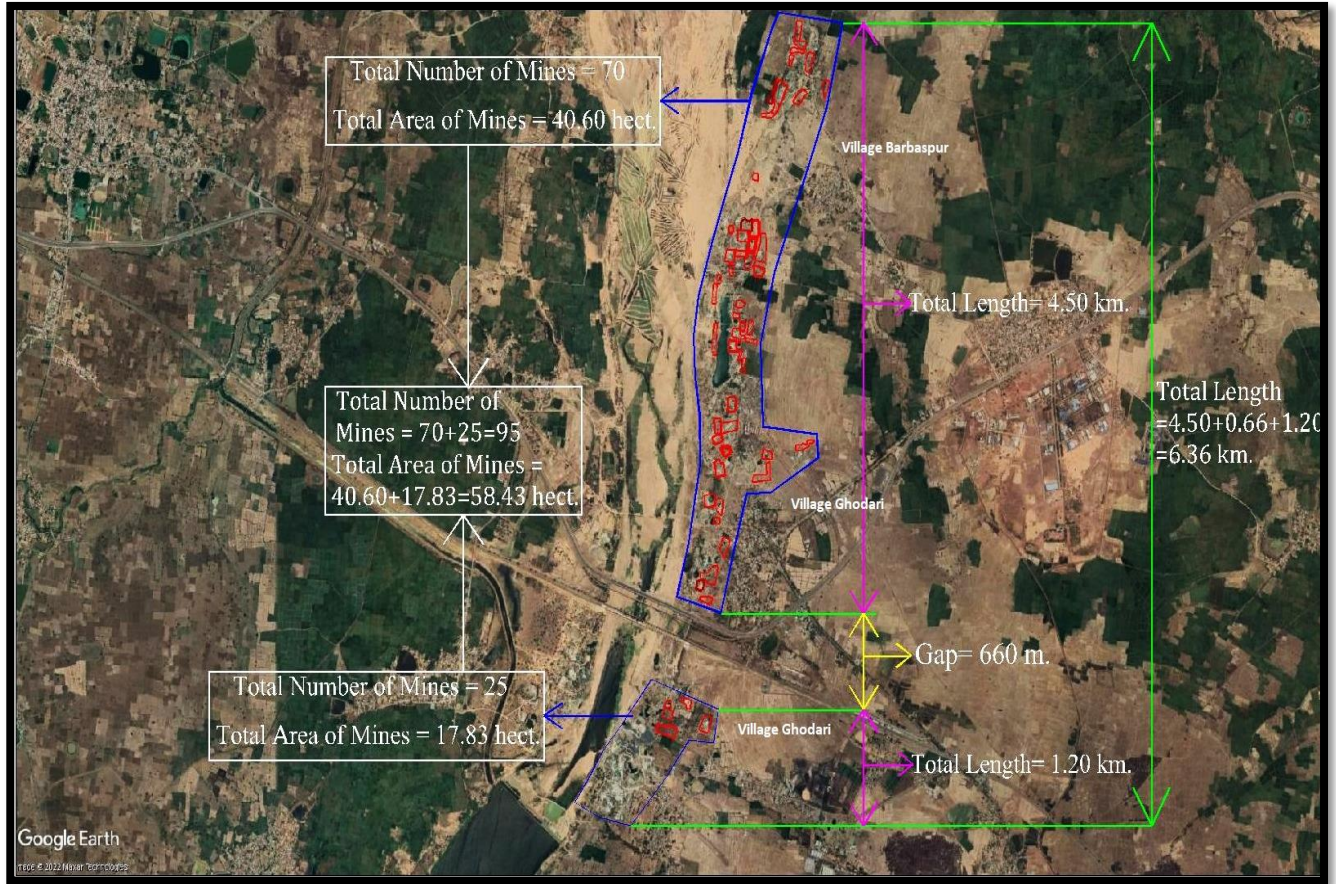 Total Number of Mines = 70
Total Area of Mines = 40.60 hect.
Village Barbaspur
Total Length= 4.50 km.
Total Number of
Mines = 70+25=95
Total Area of Mines =
40.60+17.83=58.43 hect.
Total Length
=4.50+0.66+1.20
=6.36 km.
Village Ghodari
Gap= 660 m.
Total Number of Mines = 25
Total Area of Mines = 17.83 hect.
Village Ghodari
Total Length= 1.20 km.
Google Earth
© 2022 Maxar Technologies